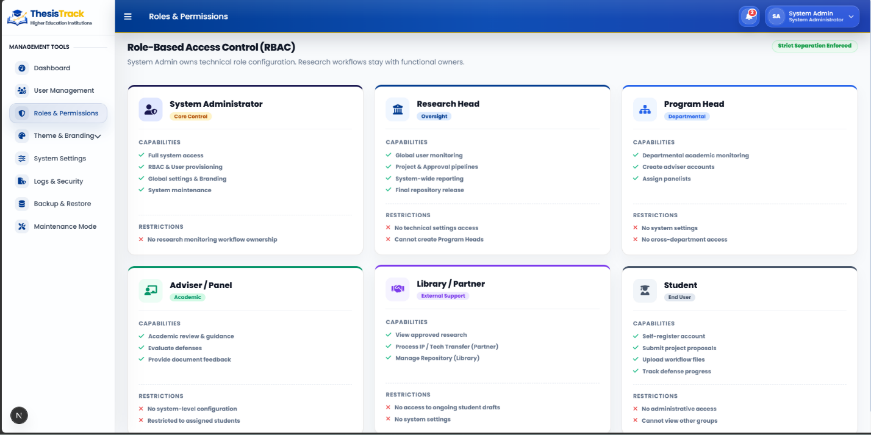 ThesisTrack
Higher Education Institutions
MANAGEMENT TOOLS
Dashboard
User Management
Roles & Permissions
Theme & Branding
System Settings
Logs & Security
Backup & Restore
Maintenance Mode
N
Roles & Permissions
SA
System Admin
System Administrator
Role-Based Access Control (RBAC)
System Admin owns technical role configuration. Research workflows stay with functional owners.
Strict Separation Enforced
System Administrator
Core Control
CAPABILITIES
Full system access
RBAC & User provisioning
Global settings & Branding
System maintenance
RESTRICTIONS
No research monitoring workflow ownership
Research Head
Oversight
CAPABILITIES
Global user monitoring
Project & Approval pipelines
System-wide reporting
Final repository release
RESTRICTIONS
No technical settings access
Cannot create Program Heads
Program Head
Departmental
CAPABILITIES
Departmental academic monitoring
Create adviser accounts
Assign panelists
RESTRICTIONS
No system settings
No cross-department access
Adviser / Panel
Academic
CAPABILITIES
Academic review & guidance
Evaluate defenses
Provide document feedback
RESTRICTIONS
No system-level configuration
Restricted to assigned students
Library / Partner
External Support
CAPABILITIES
View approved research
Process IP / Tech Transfer (Partner)
Manage Repository (Library)
RESTRICTIONS
No access to ongoing student drafts
No system settings
Student
End User
CAPABILITIES
Self-register account
Submit project proposals
Upload workflow files
Track defense progress
RESTRICTIONS
No administrative access
Cannot view other groups